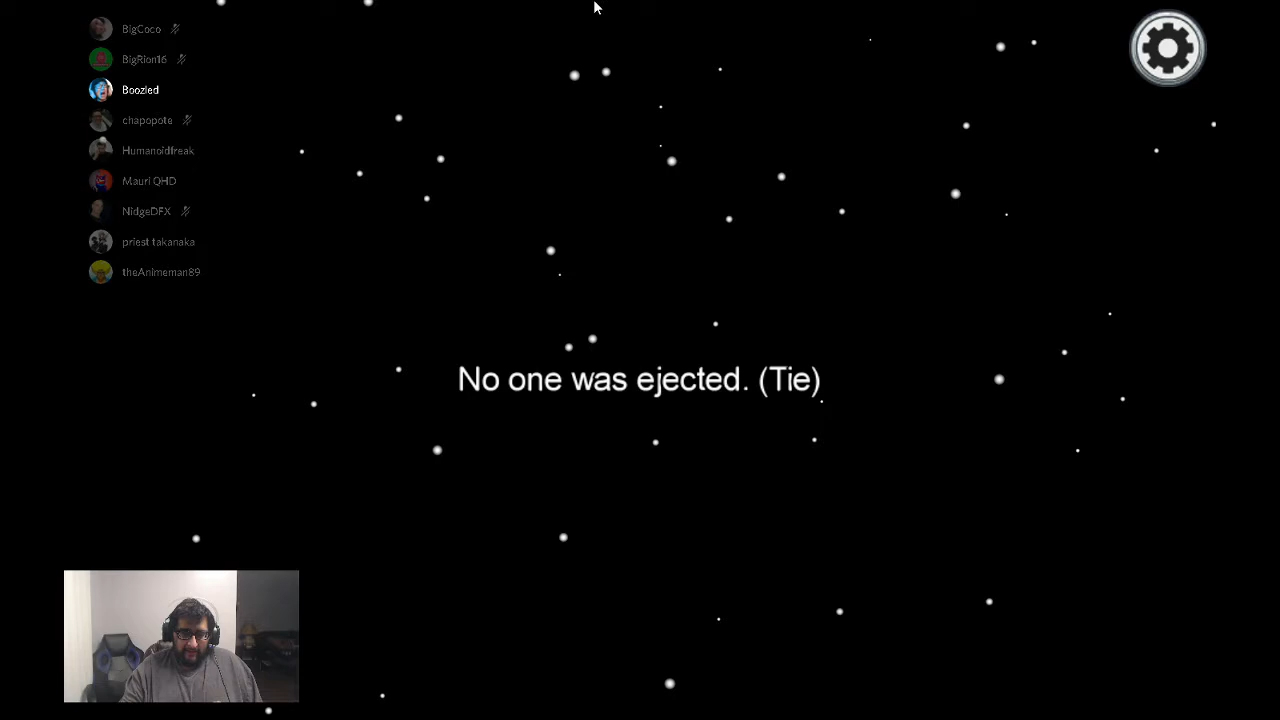 BigCoco
BigRion16
Boozled
chapopote
Humanoidfreak
Mauri QHD
NidgeDFX
priest takanaka
theAnimeman89
No one was ejected. (Tie)